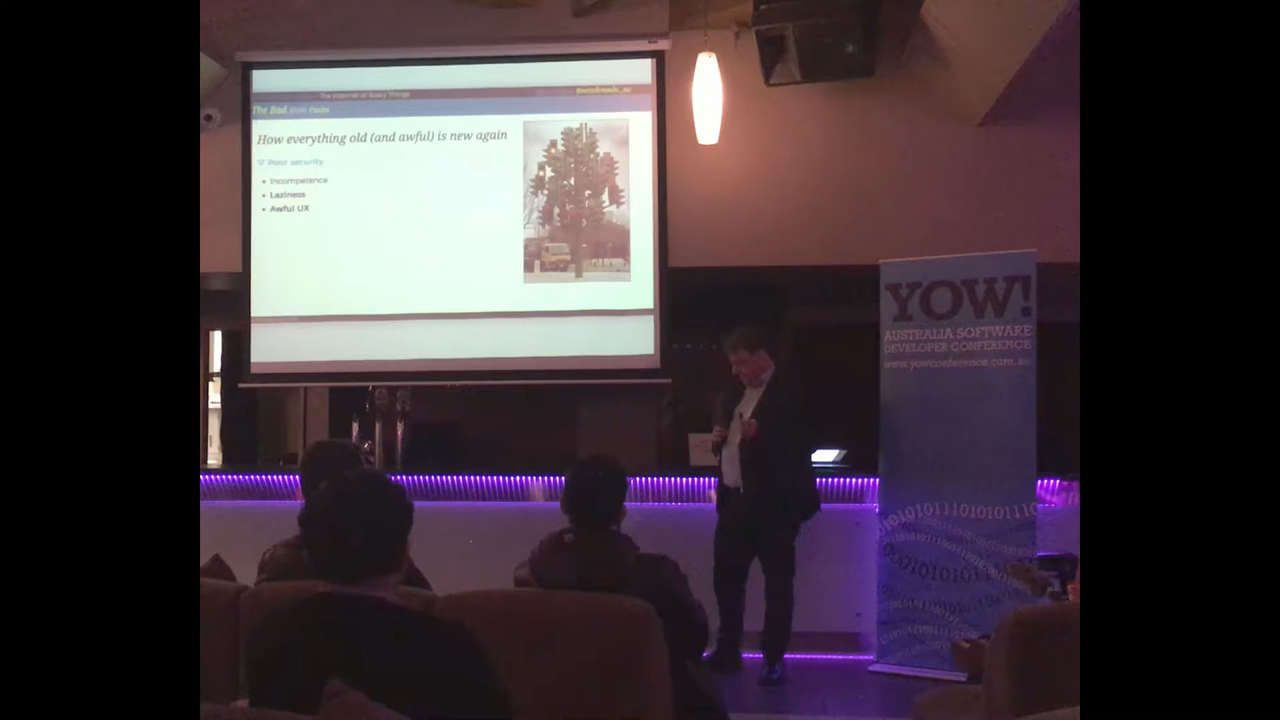 The Internet of Scary Things
The Bad
How everything old (and awful) is new again
Poor security
• Incompetence
• Laziness
• Awful UX
YOW!
AUSTRALIA SOFTWARE
DEVELOPER CONFERENCE
www.yowconference.com.au